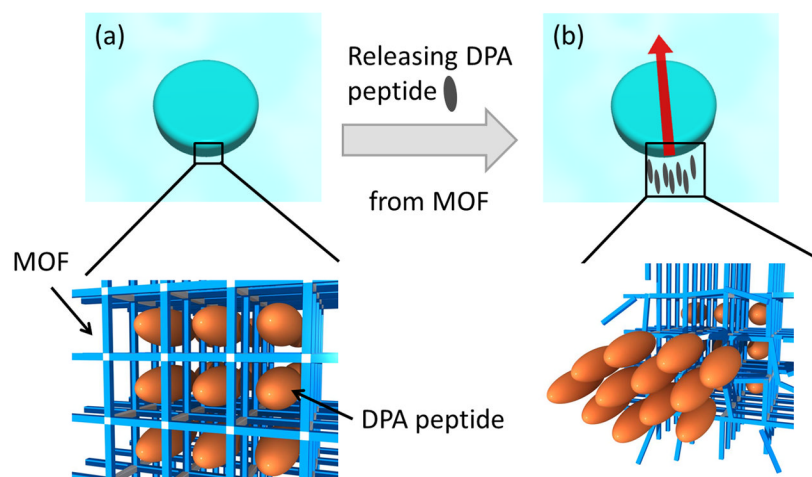 (a)
Releasing DPA
peptide
from MOF
(b)
MOF
DPA peptide